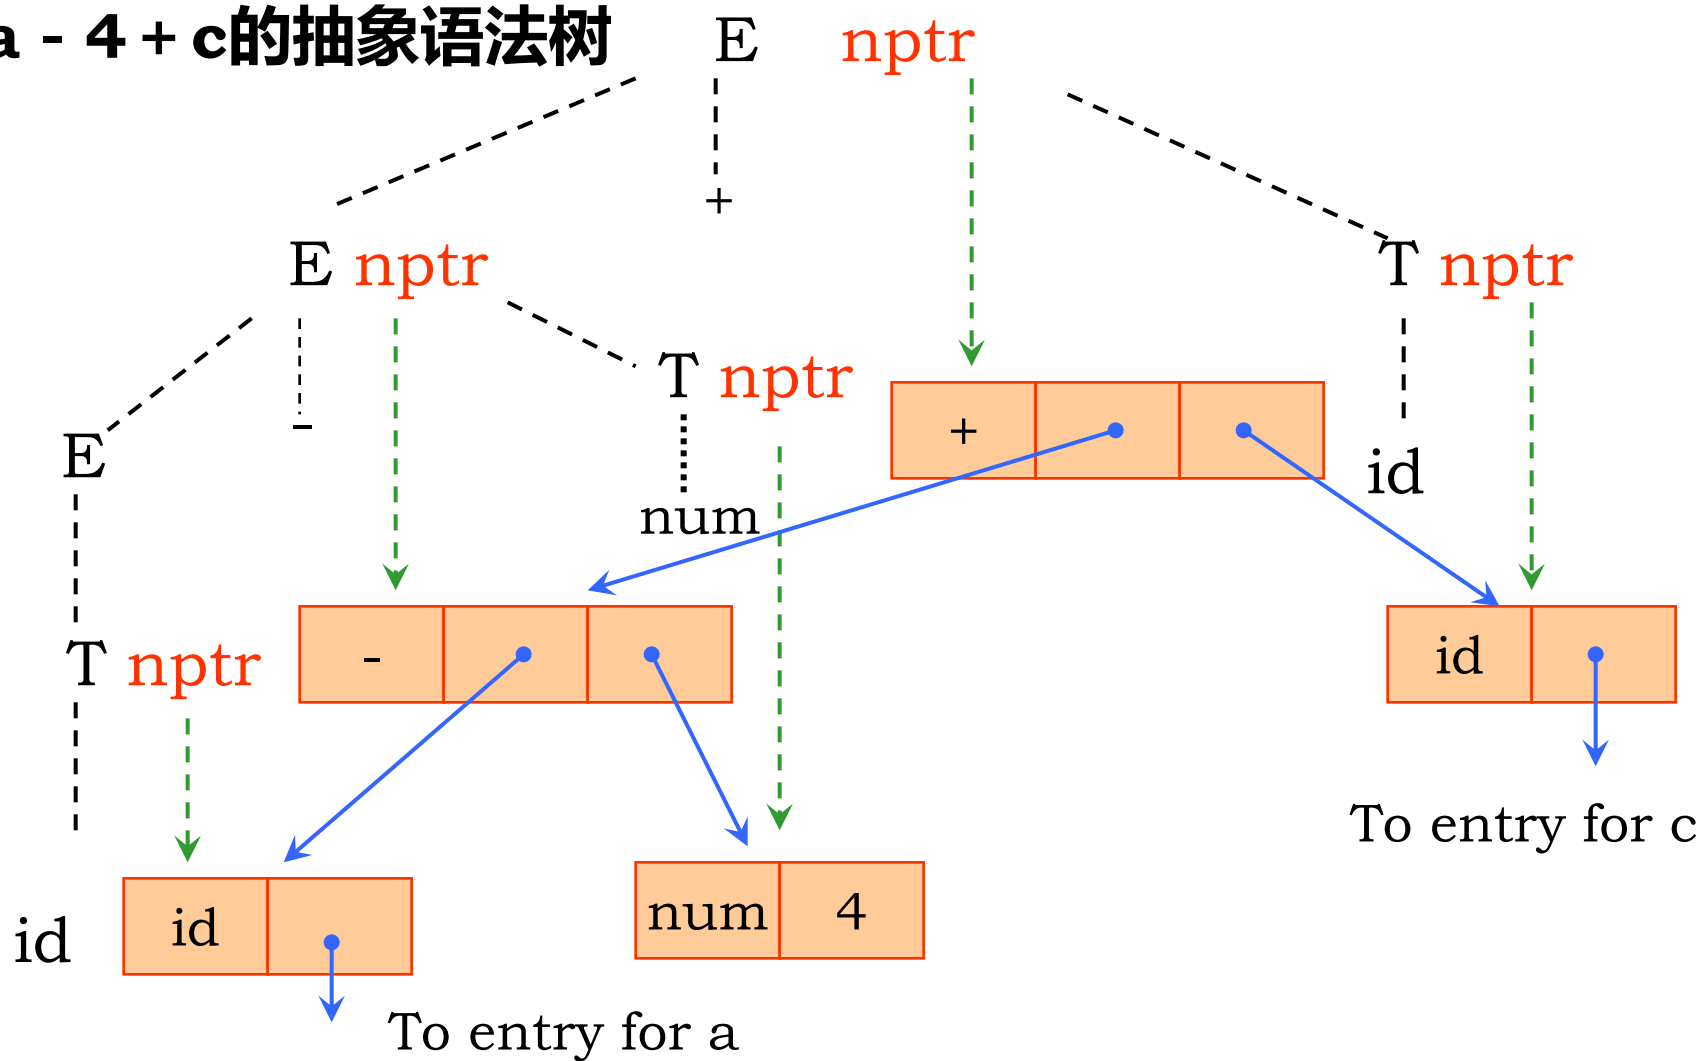 a - 4 + c的抽象语法树
E nptr
+
E nptr
T nptr
T nptr
–
+
E
id
num
T nptr
-
id
To entry for c
id
id
num 4
To entry for a